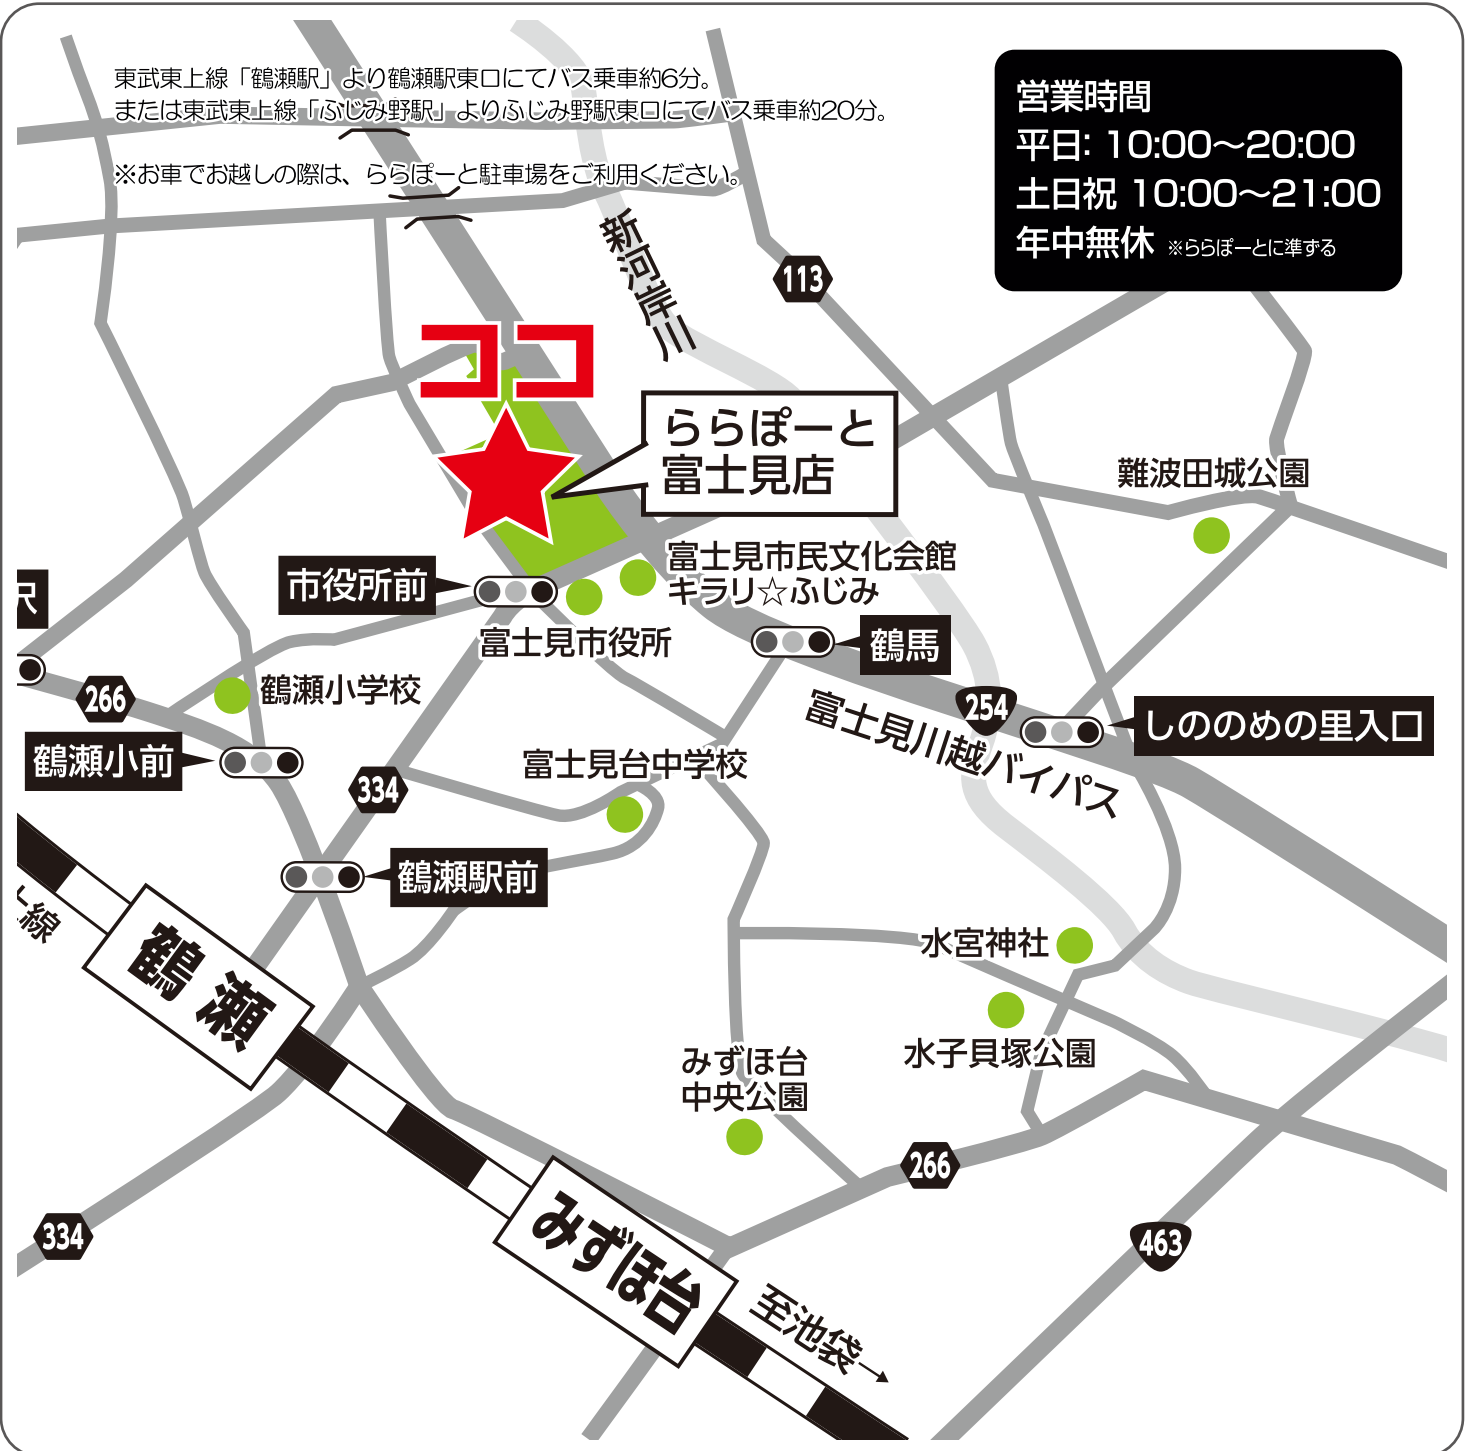 東武東上線「鶴瀬駅」より鶴瀬駅東口にてバス乗車約6分。
または東武東上線「ふじみ野駅」よりふじみ野駅東口にてバス乗車約20分。
※お車でお越しの際は、ららぽーと駐車場をご利用ください。
営業時間
平日: 10:00～20:00
土日祝 10:00～21:00
年中無休 ※ららぽーとに準ずる
新河岸川
113
ココ
ららぽーと
富士見店
難波田城公園
富士見市民文化会館
キラリ☆ふじみ
市役所前
富士見市役所
鶴馬
鶴瀬小学校
266
254
富士見川越バイパス
しののめの里入口
鶴瀬小前
富士見台中学校
334
鶴瀬駅前
線
鶴瀬
水宮神社
水子貝塚公園
みずほ台
中央公園
266
334
463
みずほ台
至池袋→